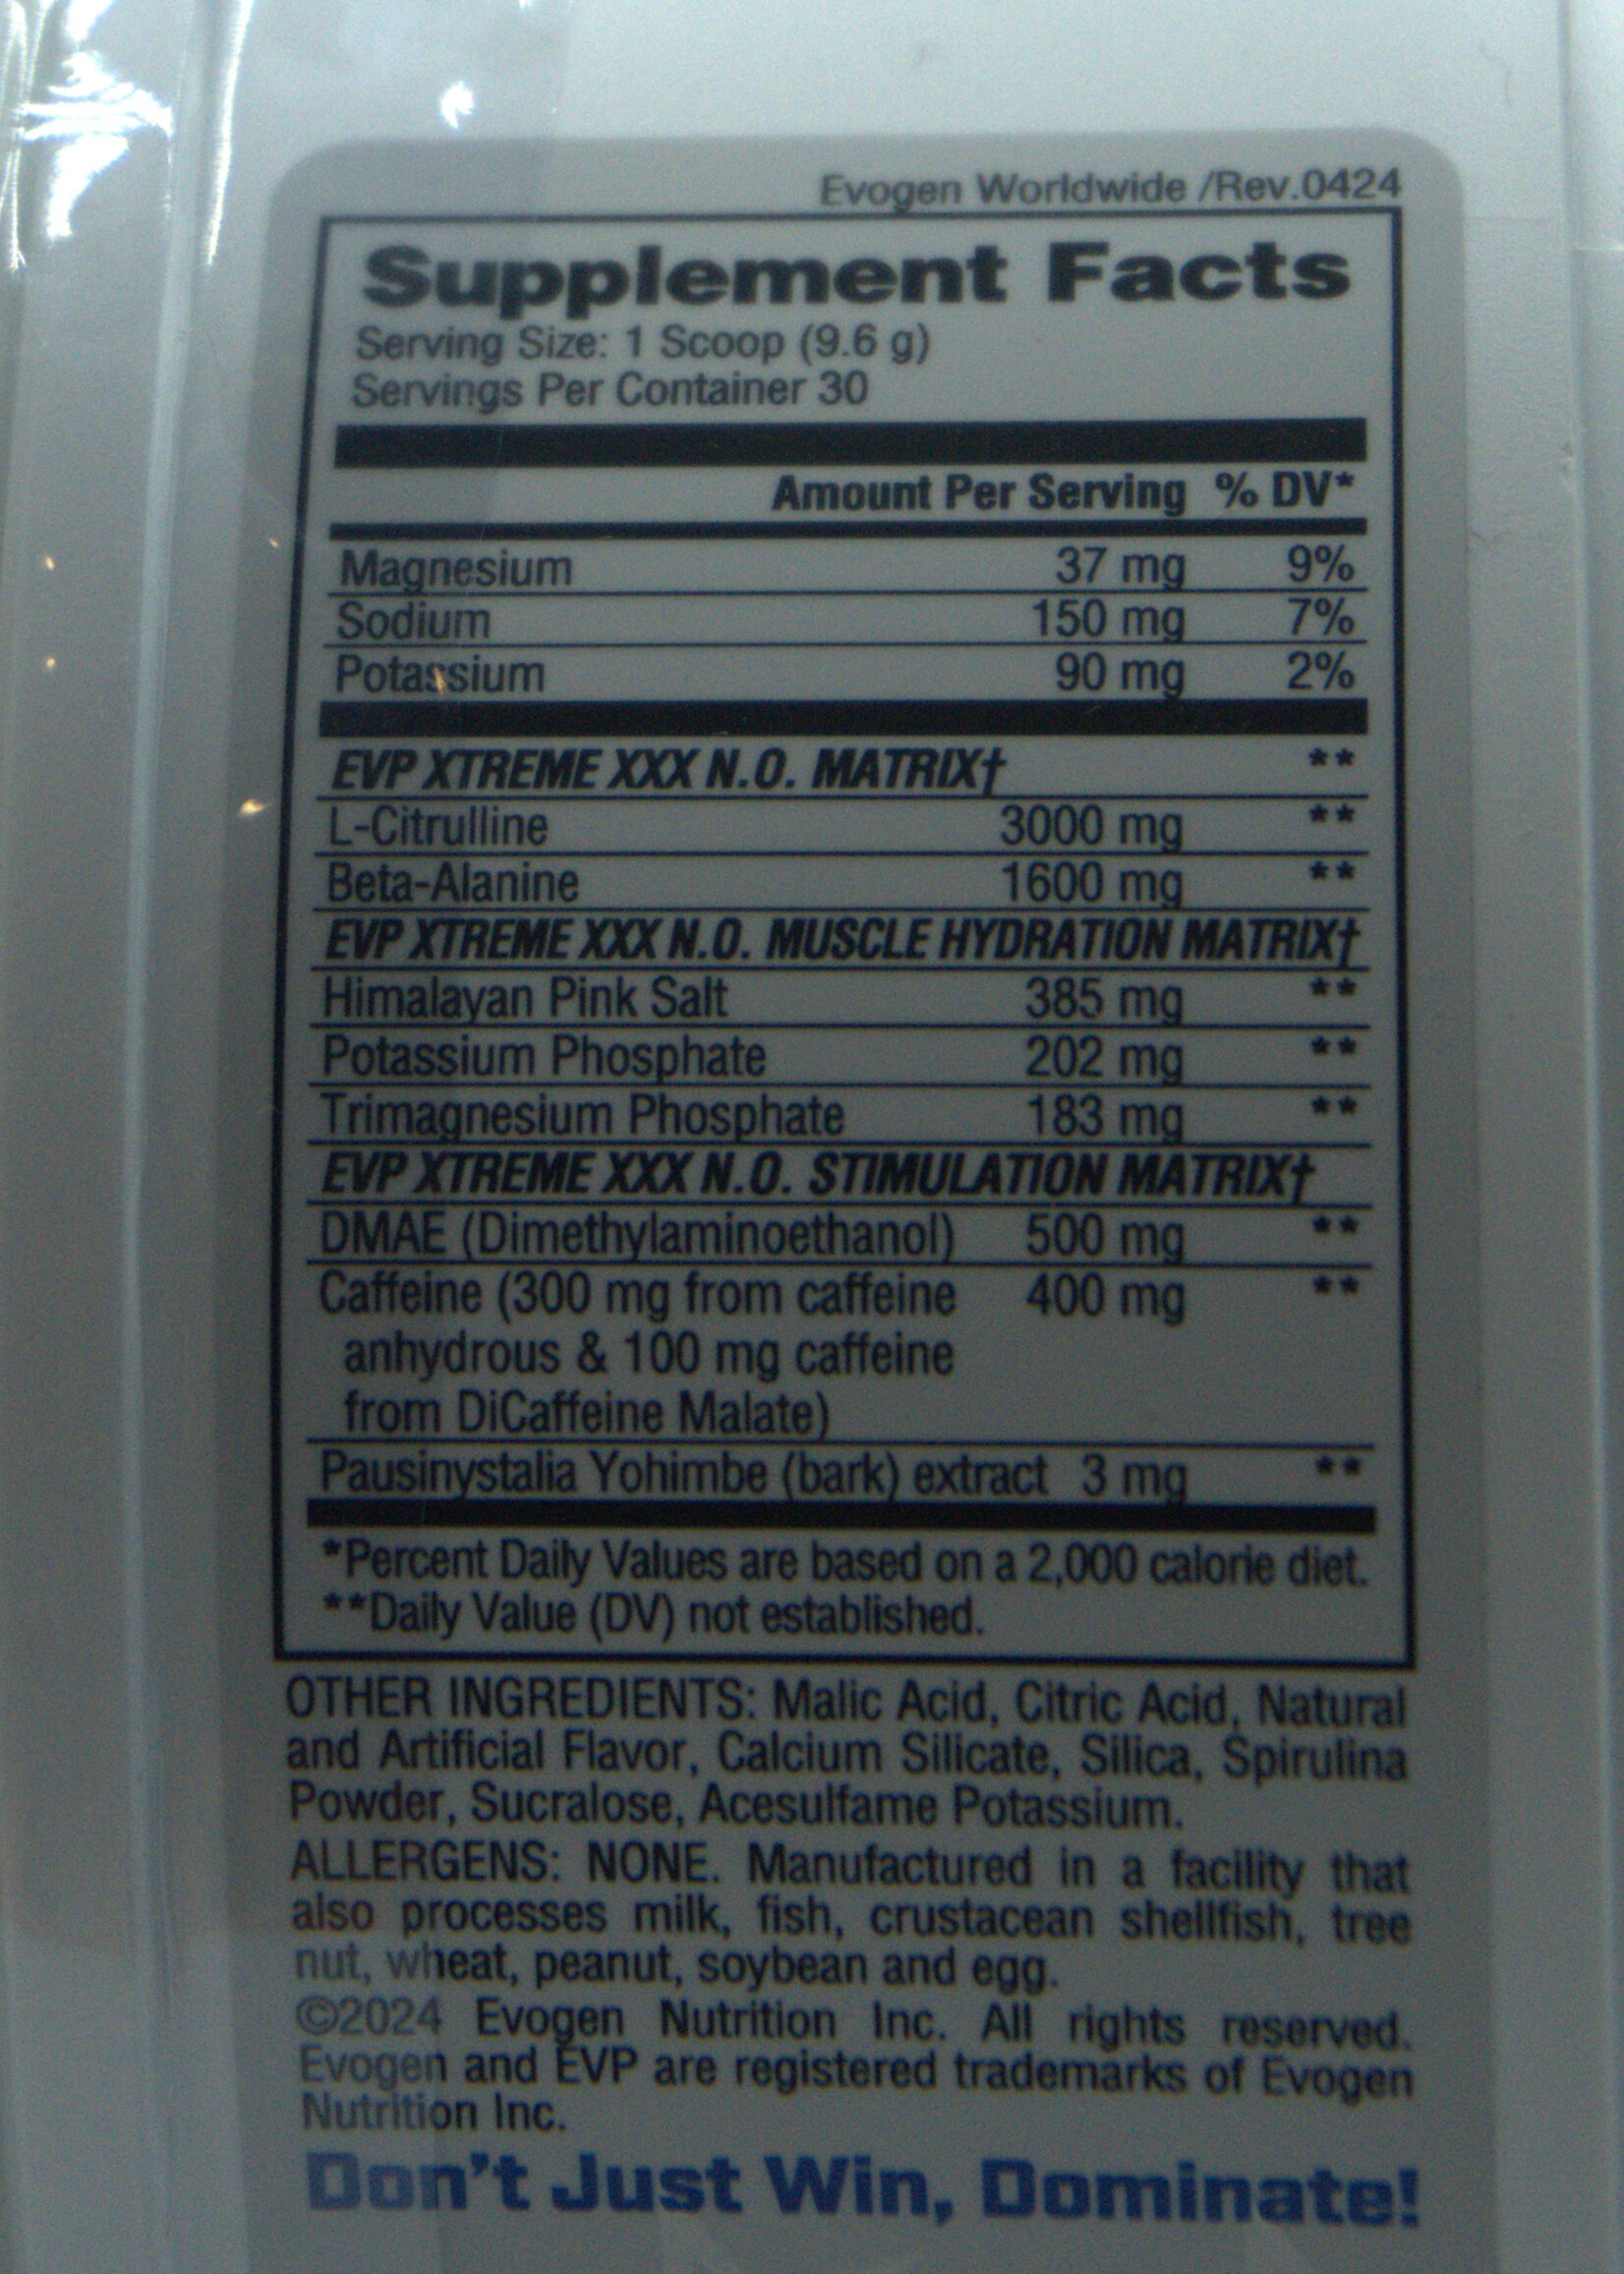 Evogen Worldwide /Rev.0424
Supplement Facts
Serving Size: 1 Scoop (9.6 g)
Servings Per Container 30
Amount Per Serving % DV*
Magnesium 37 mg 9%
Sodium 150 mg 7%
Potassium 90 mg 2%
EVP XTREME XXX N.O. MATRIX† **
L-Citrulline 3000 mg **
Beta-Alanine 1600 mg **
EVP XTREME XXX N.O. MUSCLE HYDRATION MATRIX†
Himalayan Pink Salt 385 mg **
Potassium Phosphate 202 mg **
Trimagnesium Phosphate 183 mg **
EVP XTREME XXX N.O. STIMULATION MATRIX†
DMAE (Dimethylaminoethanol) 500 mg **
Caffeine (300 mg from caffeine 400 mg **
anhydrous & 100 mg caffeine
from DiCaffeine Malate)
Pausinystalia Yohimbe (bark) extract 3 mg **
*Percent Daily Values are based on a 2,000 calorie diet.
**Daily Value (DV) not established.
OTHER INGREDIENTS: Malic Acid, Citric Acid, Natural
and Artificial Flavor, Calcium Silicate, Silica, Spirulina
Powder, Sucralose, Acesulfame Potassium.
ALLERGENS: NONE. Manufactured in a facility that
also processes milk, fish, crustacean shellfish, tree
nut, wheat, peanut, soybean and egg.
©2024 Evogen Nutrition Inc. All rights reserved.
Evogen and EVP are registered trademarks of Evogen
Nutrition Inc.
Don't Just Win, Dominate!